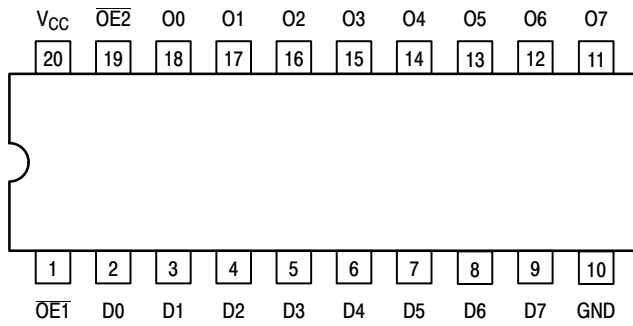 VCC OE2 O0 O1 O2 O3 O4 O5 O6 O7
20 19 18 17 16 15 14 13 12 11
1 2 3 4 5 6 7 8 9 10
OE1 D0 D1 D2 D3 D4 D5 D6 D7 GND